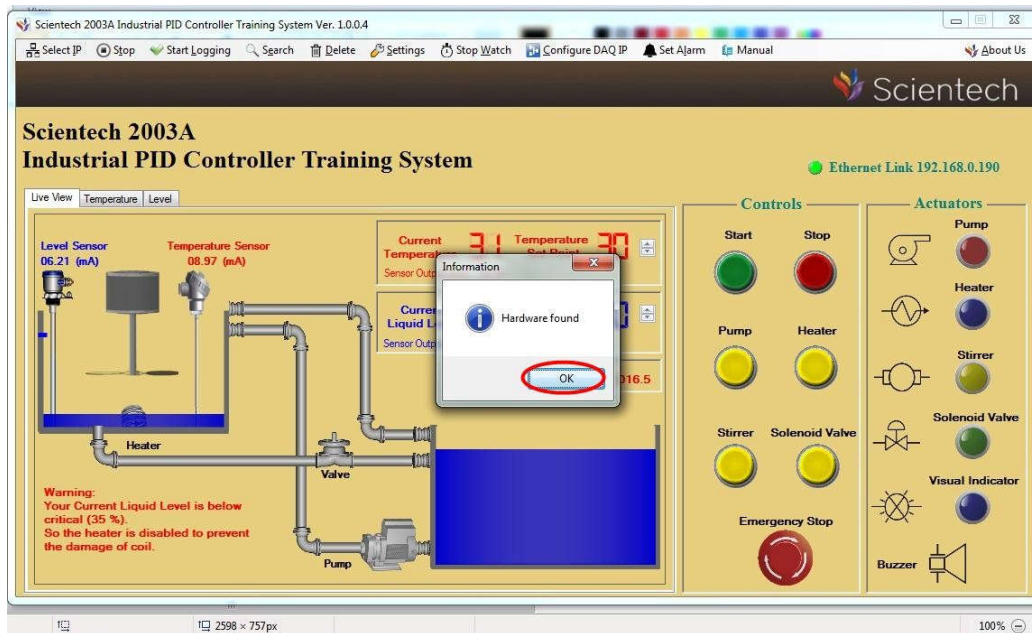 Scientech 2003A Industrial PID Controller Training System Ver. 1.0.0.4
Select IP Stop Start Logging Search Delete Settings Stop Watch Configure DAQ IP Set Alarm Manual About Us
Scientech
Scientech 2003A
Industrial PID Controller Training System
Ethernet Link 192.168.0.190
Live View Temperature Level
Level Sensor
06.21 (mA)
Temperature Sensor
08.97 (mA)
Current
31
Temperature
30
Sensor Outp
Information
Hardware found
OK
Liquid L
Sensor Outp
016.5
Heater
Valve
Pump
Warning:
Your Current Liquid Level is below
critical (35 %).
So the heater is disabled to prevent
the damage of coil.
Controls
Start Stop
Pump Heater
Stirrer Solenoid Valve
Emergency Stop
Actuators
Pump
Heater
Stirrer
Solenoid Valve
Visual Indicator
Buzzer
2598 × 757px
100%